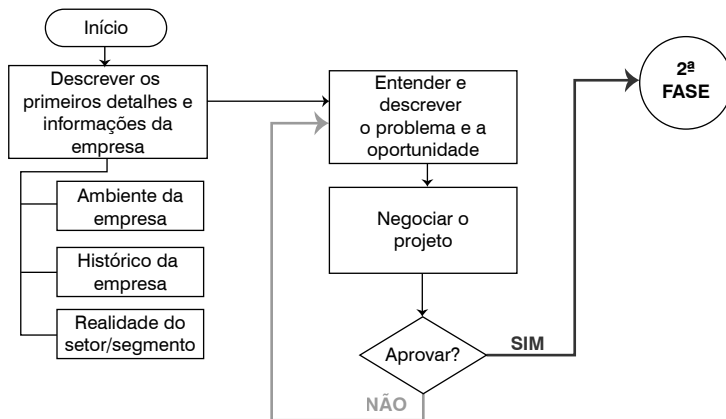 Início
Descrever os
primeiros detalhes e
informações da
empresa
Ambiente da
empresa
Histórico da
empresa
Realidade do
setor/segmento
Entender e
descrever
o problema e a
oportunidade
Negociar o
projeto
Aprovar?
SIM
NÃO
2ª
FASE